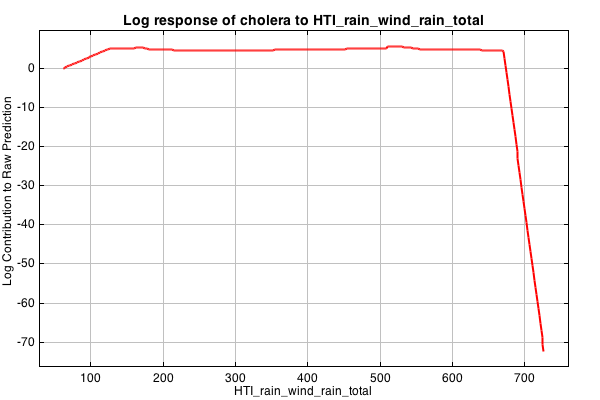 Log response of cholera to HTI_rain_wind_rain_total
Log Contribution to Raw Prediction
0
-10
-20
-30
-40
-50
-60
-70
100 200 300 400 500 600 700
HTI_rain_wind_rain_total